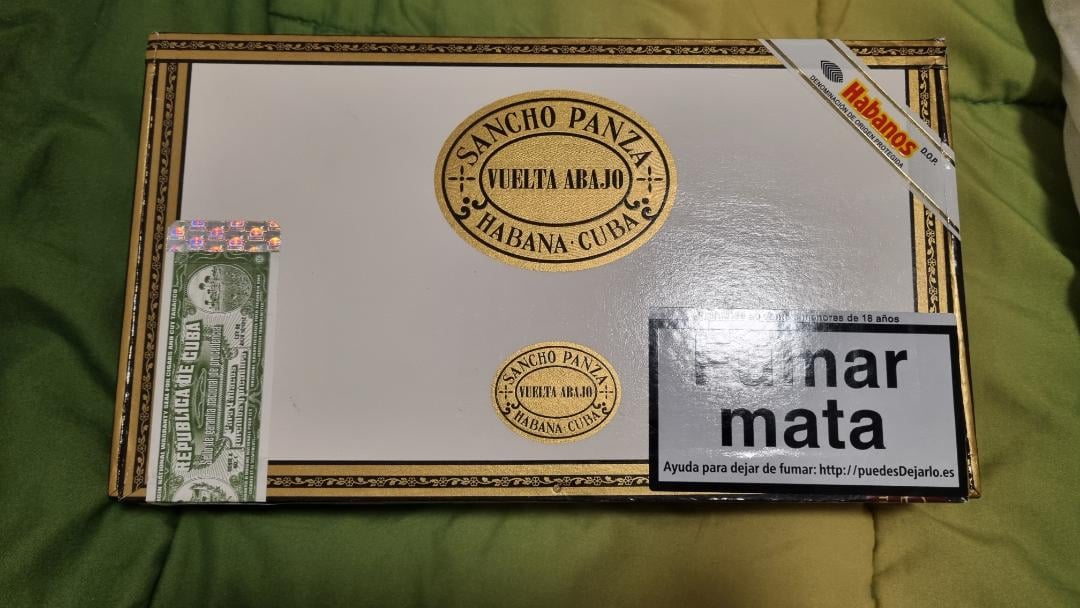 SANCHO PANZA
VUELTA ABAJO
HABANA · CUBA
Habanos
DENOMINACIÓN DE ORIGEN PROTEGIDA
D.O.P.
REPUBLICA DE CUBA
SANCHO PANZA
VUELTA ABAJO
HABANA · CUBA
menores de 18 años
Fumar
mata
Ayuda para dejar de fumar: http://puedesDejarlo.es